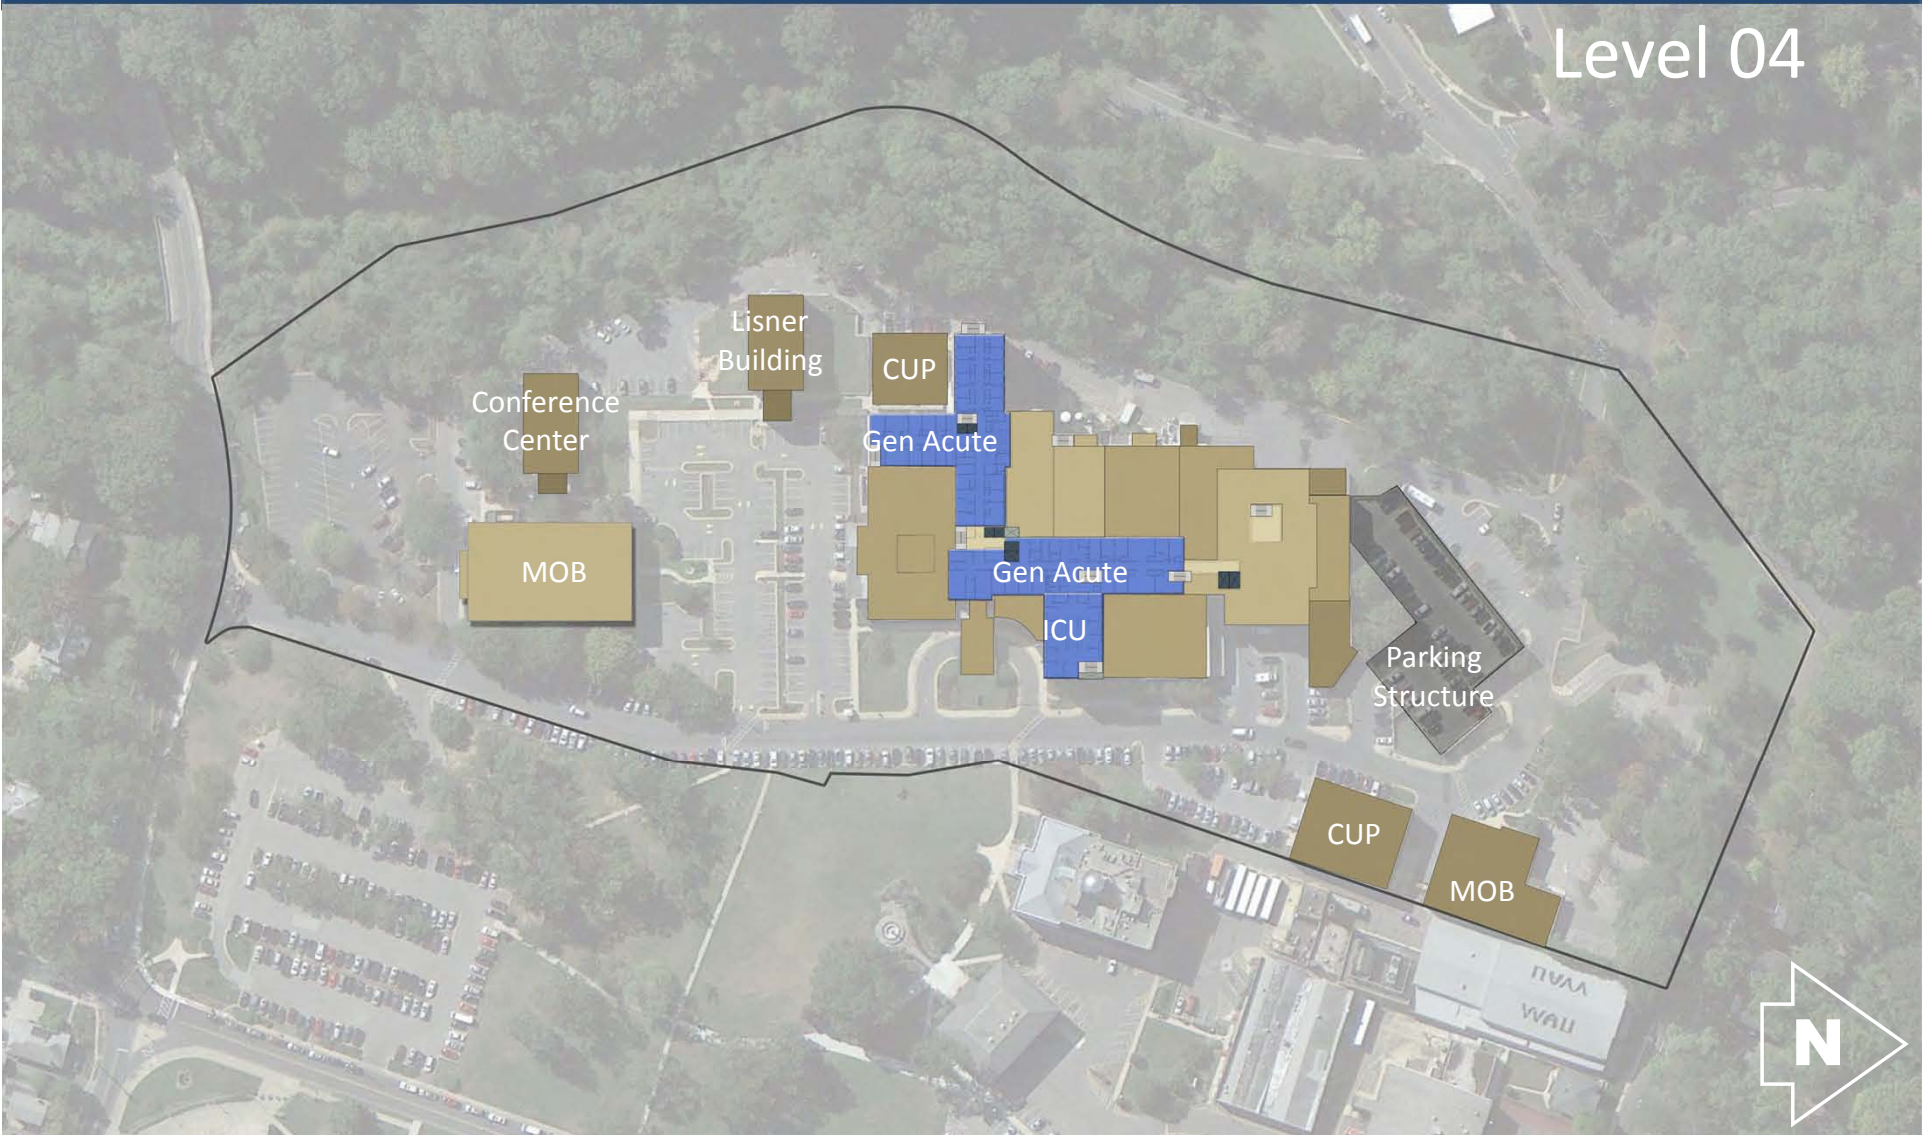 Level 04
Lisner
Building
CUP
Conference
Center
Gen Acute
MOB
Gen Acute
ICU
Parking
Structure
CUP
MOB
N